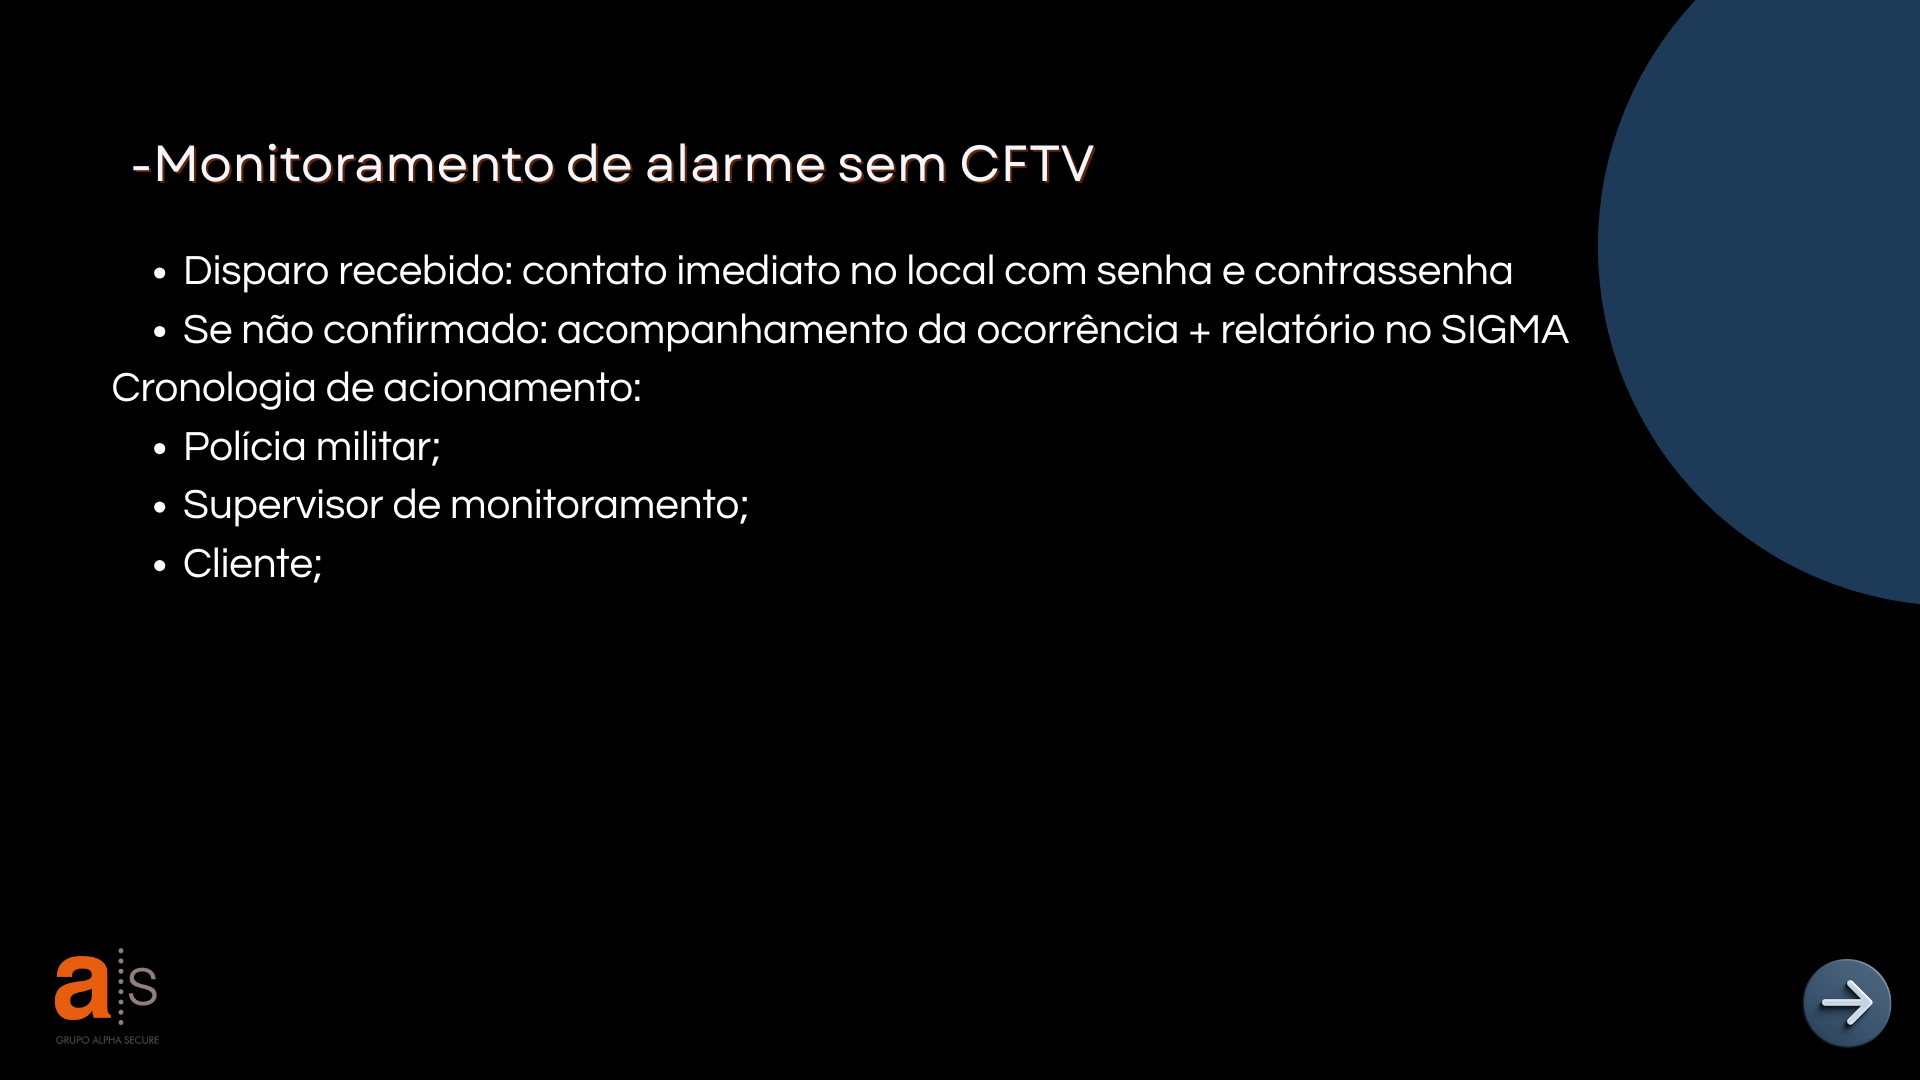 -Monitoramento de alarme sem CFTV
• Disparo recebido: contato imediato no local com senha e contrassenha
• Se não confirmado: acompanhamento da ocorrência + relatório no SIGMA
Cronologia de acionamento:
• Polícia militar;
• Supervisor de monitoramento;
• Cliente;
a s
GRUPO ALPHA SECURE